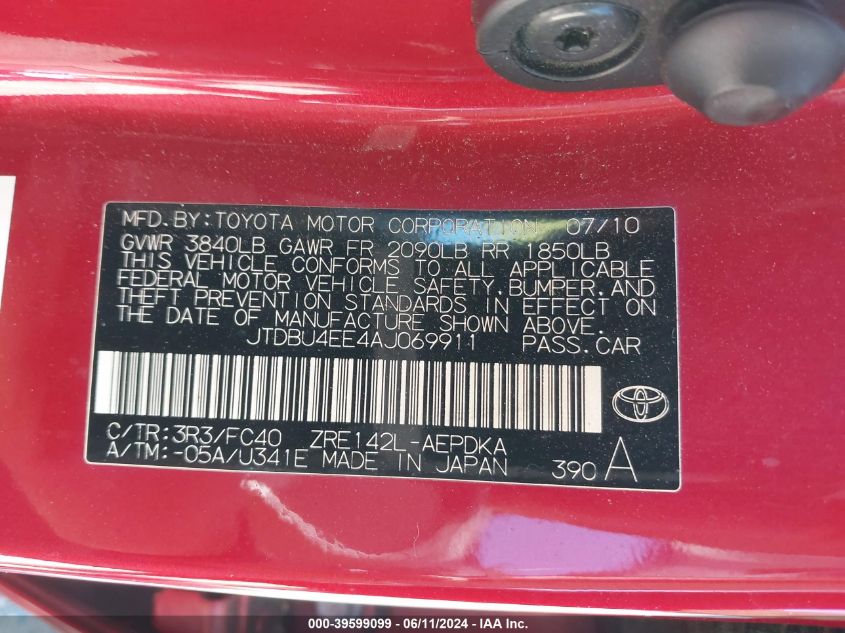 MFD.BY:TOYOTA MOTOR CORPORATION 07/10
GVWR 3840LB GAWR FR 2090LB RR 1850LB
THIS VEHICLE CONFORMS TO ALL APPLICABLE
FEDERAL MOTOR VEHICLE SAFETY,BUMPER,AND
THEFT PREVENTION STANDARDS IN EFFECT ON
THE DATE OF MANUFACTURE SHOWN ABOVE.
JTDBU4EE4AJ069911 PASS.CAR
C/TR:3R3/FC40 ZRE142L-AEPDKA
A/TM:-05A/U341E MADE IN JAPAN 390 A
000-39599099 - 06/11/2024 - IAA Inc.